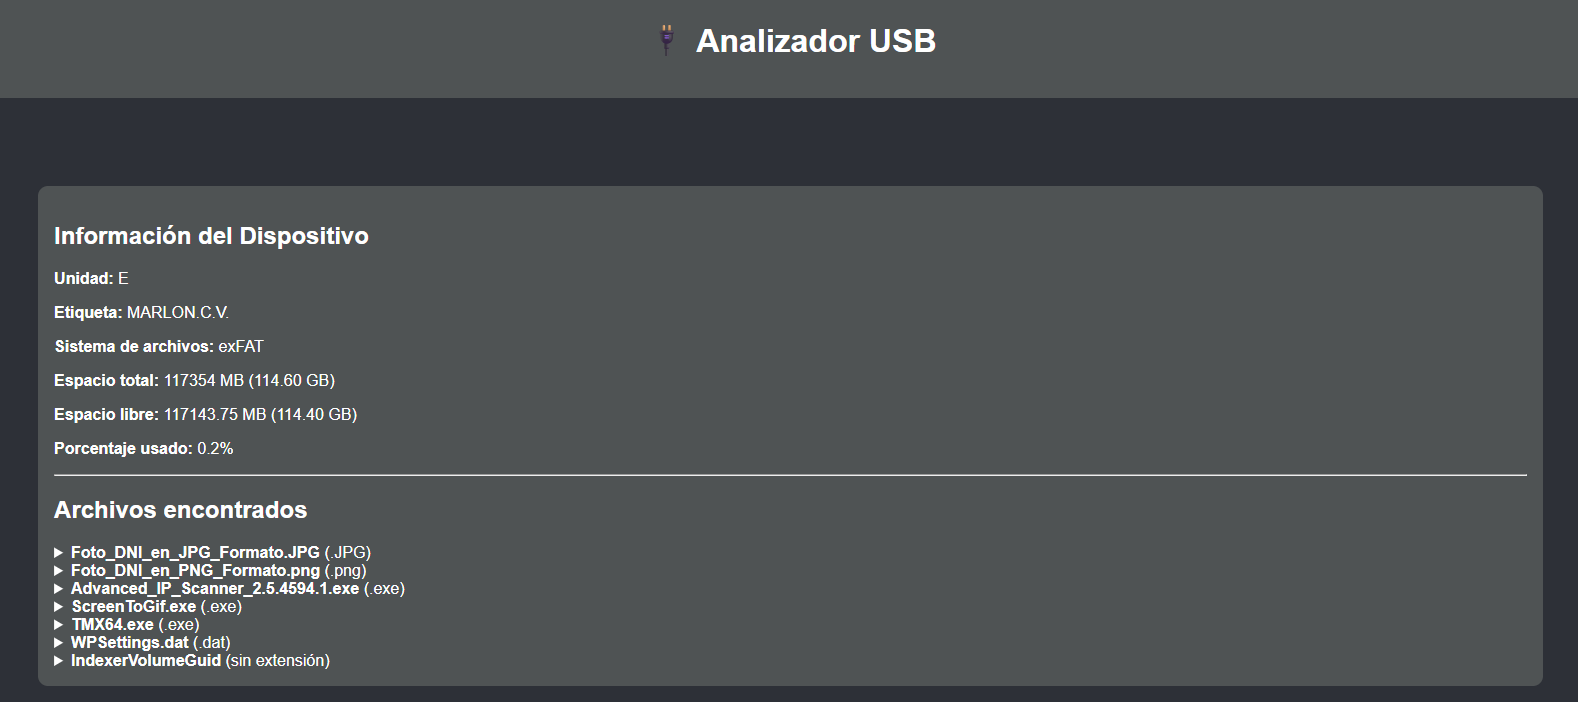 Analizador USB
Información del Dispositivo
Unidad: E
Etiqueta: MARLON.C.V.
Sistema de archivos: exFAT
Espacio total: 117354 MB (114.60 GB)
Espacio libre: 117143.75 MB (114.40 GB)
Porcentaje usado: 0.2%
Archivos encontrados
Foto_DNI_en_JPG_Formato.JPG (.JPG)
Foto_DNI_en_PNG_Formato.png (.png)
Advanced_IP_Scanner_2.5.4594.1.exe (.exe)
ScreenToGif.exe (.exe)
TMX64.exe (.exe)
WPSettings.dat (.dat)
IndexerVolumeGuid (sin extensión)